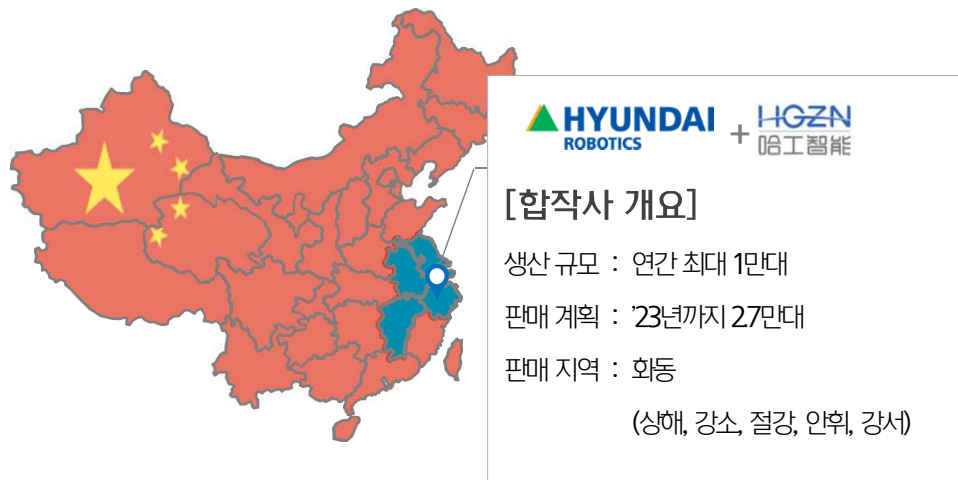 HYUNDAI
ROBOTICS
+
HGZN
哈工智能
[합작사 개요]
생산 규모 : 연간 최대 1만대
판매 계획 : ’23년까지 2.7만대
판매 지역 : 화동
(상해, 강소, 절강, 안휘, 강서)